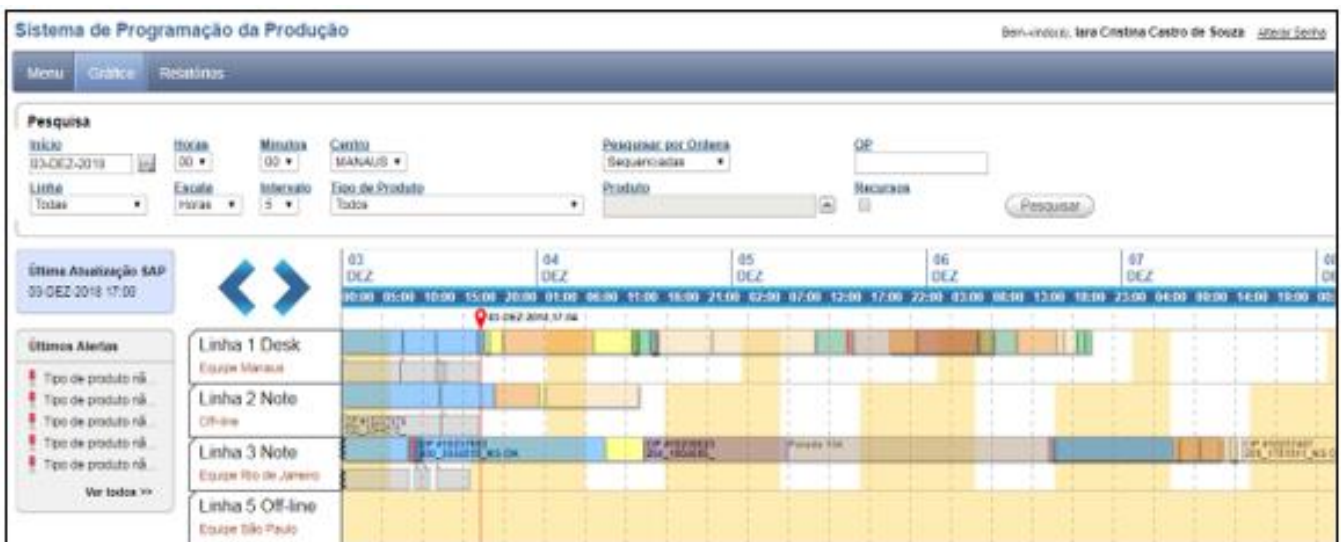 Sistema de Programação da Produção
Iara Cristina Castro de Souza Alterar Senha
Menu Gráfico Relatórios
Pesquisa
Início Horas Minutos Centro Pesquisar por Ordens OP
03-DEZ-2018 00 00 MANAUS Sequenciadas
Linha Escala Intervalo Tipo de Produto Produto Recursos
Todas Horas 5 Todos Pesquisar
Última Atualização SAP
03-DEZ-2018 17:00
03 04 05 06 07
DEZ DEZ DEZ DEZ DEZ
00:00 05:00 10:00 15:00 20:00 01:00 06:00 11:00 16:00 21:00 02:00 07:00 12:00 17:00 22:00 03:00 08:00 13:00 18:00 23:00 04:00 09:00 14:00 19:00
03-DEZ-2018,17:04
Últimos Alertas
Tipo de produto nã...
Tipo de produto nã...
Tipo de produto nã...
Tipo de produto nã...
Tipo de produto nã...
Ver todos >>
Linha 1 Desk
Equipe Manaus
Linha 2 Note
Off-line
Linha 3 Note
Equipe Rio de Janeiro
Linha 5 Off-line
Equipe São Paulo